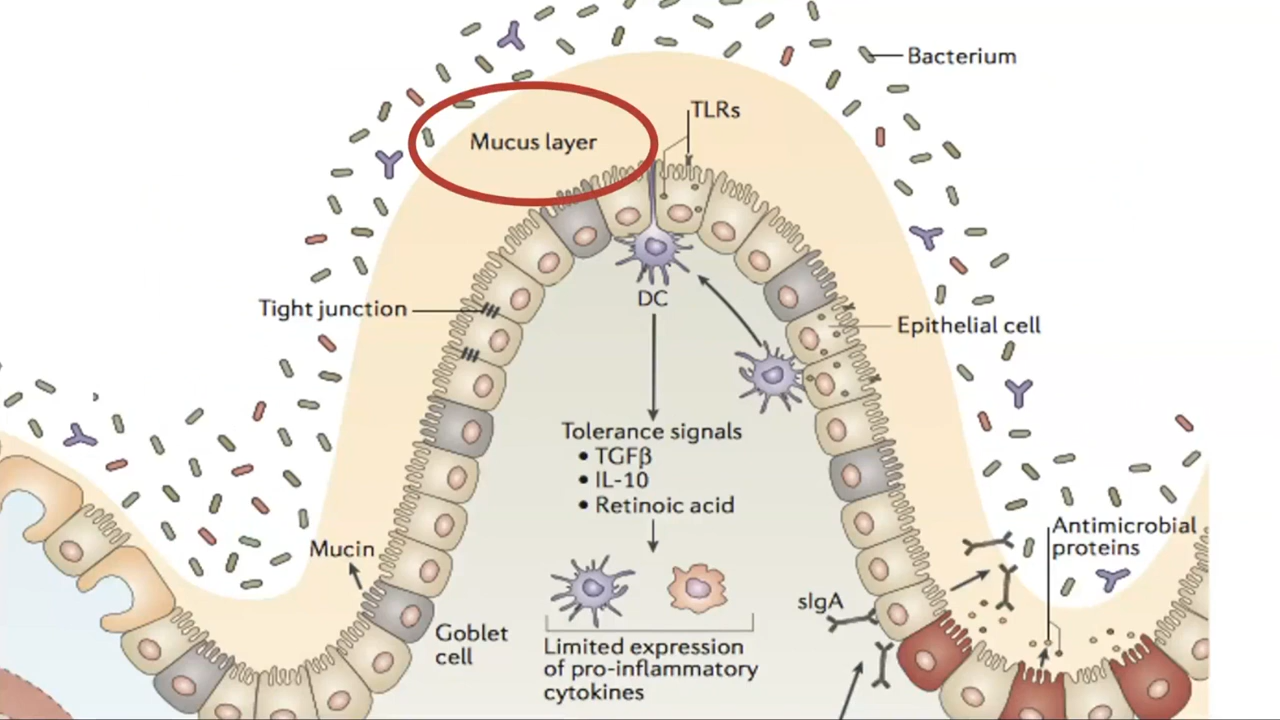 Bacterium
Mucus layer
TLRs
Tight junction
DC
Epithelial cell
Tolerance signals
• TGFβ
• IL-10
• Retinoic acid
Mucin
Antimicrobial
proteins
sIgA
Goblet
cell
Limited expression
of pro-inflammatory
cytokines